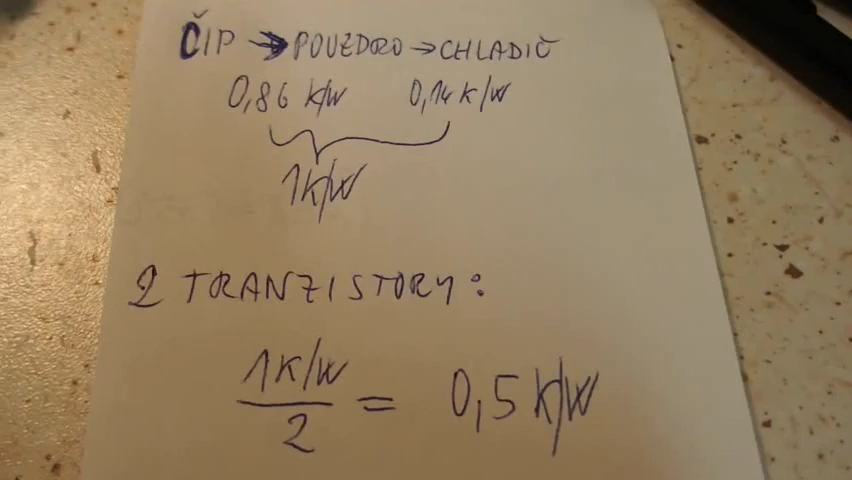 ČIP → POUZDRO → CHLADIČ
0,86 K/W 0,14 K/W
1K/W
2 TRANZISTORY:
1K/W
2
= 0,5 K/W